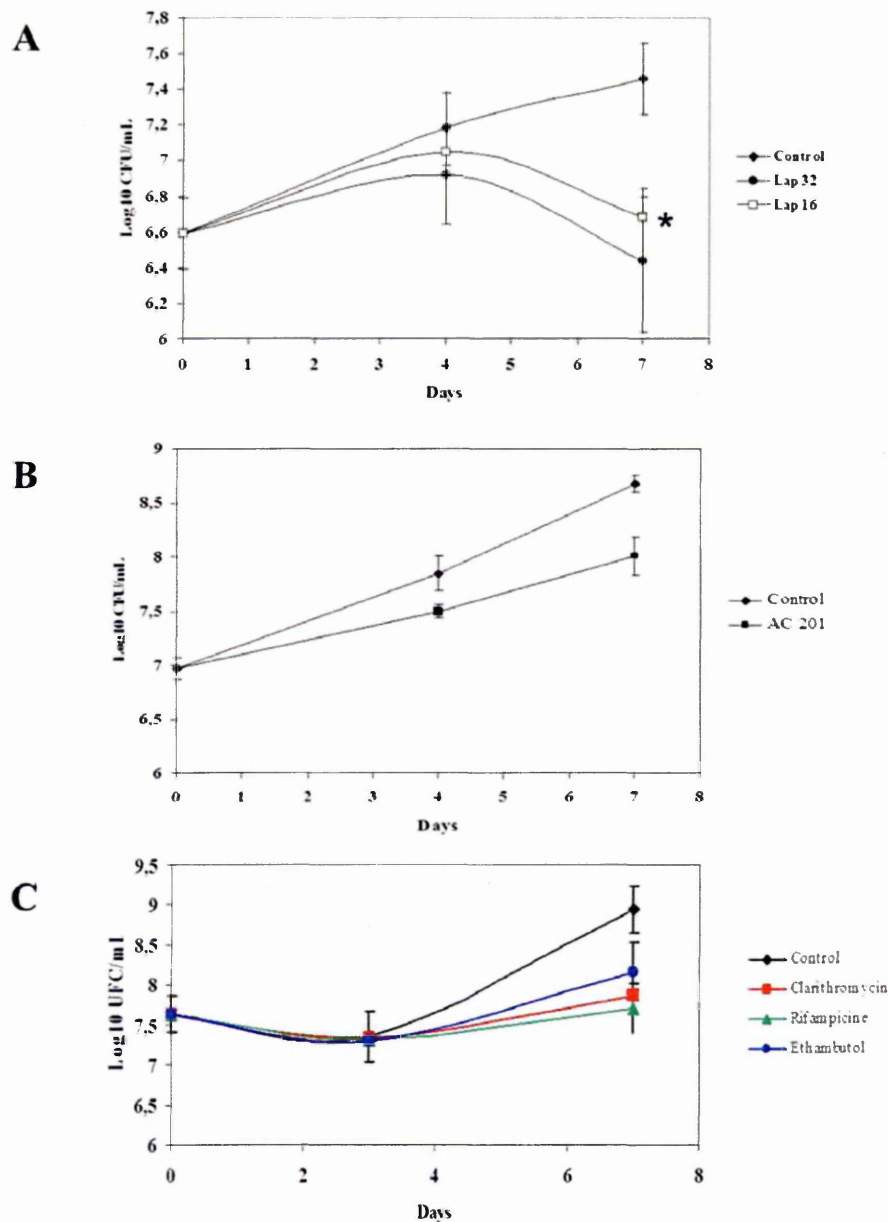 A
7,8
7,6
7,4
7,2
7
6,8
6,6
6,4
6,2
6
Log10 CFU/mL
0 1 2 3 4 5 6 7 8
Days
*
Control
Lap 32
Lap 16
B
9
8,5
8
7,5
7
6,5
6
Log10 CFU/mL
0 1 2 3 4 5 6 7 8
Days
Control
AC 201
C
9,5
9
8,5
8
7,5
7
6,5
6
Log10 UFC/ml
0 2 4 6 8
Days
Control
Clarithromycin
Rifampicine
Ethambutol